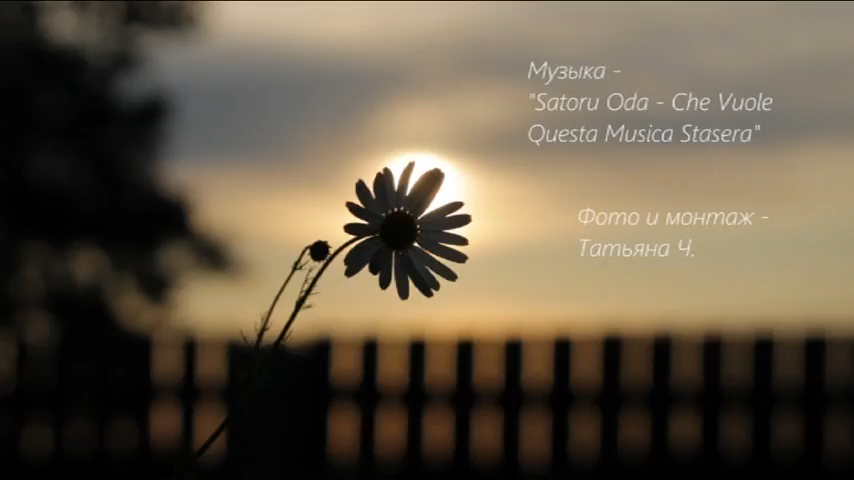 Музыка -
"Satoru Oda - Che Vuole
Questa Musica Stasera"
Фото и монтаж -
Татьяна Ч.